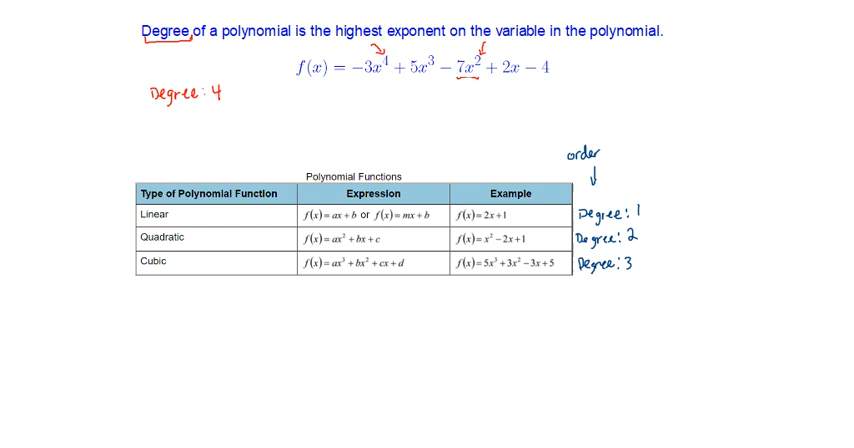 Degree of a polynomial is the highest exponent on the variable in the polynomial.
f(x) = −3x⁴ + 5x³ − 7x² + 2x − 4
Degree: 4
order
Polynomial Functions
Type of Polynomial Function Expression Example
Linear f(x) = ax + b or f(x) = mx + b f(x) = 2x + 1 Degree: 1
Quadratic f(x) = ax² + bx + c f(x) = x² − 2x + 1 Degree: 2
Cubic f(x) = ax³ + bx² + cx + d f(x) = 5x³ + 3x² − 3x + 5 Degree: 3